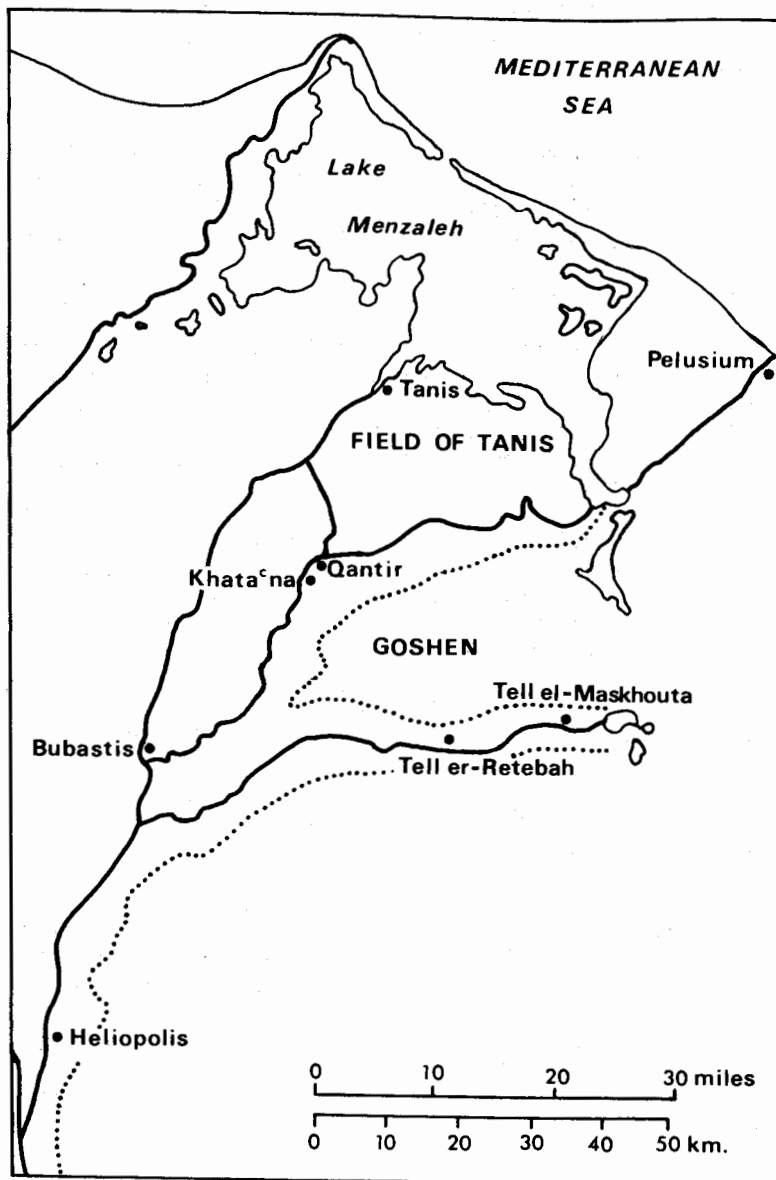 MEDITERRANEAN
SEA
Lake
Menzaleh
Pelusium
Tanis
FIELD OF TANIS
Qantir
Khataᶜna
GOSHEN
Tell el-Maskhouta
Bubastis
Tell er-Retebah
Heliopolis
0 10 20 30 miles
0 10 20 30 40 50 km.